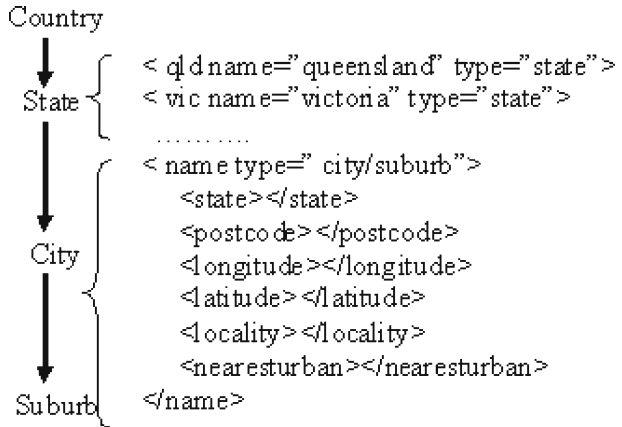 Country
State
City
Suburb
< qld name=”queensland” type=”state”>
< vic name=”victoria” type=”state”>
..........
< name type=” city/suburb”>
<state></state>
<postcode></postcode>
<longitude></longitude>
<latitude></latitude>
<locality></locality>
<nearesturban></nearesturban>
</name>